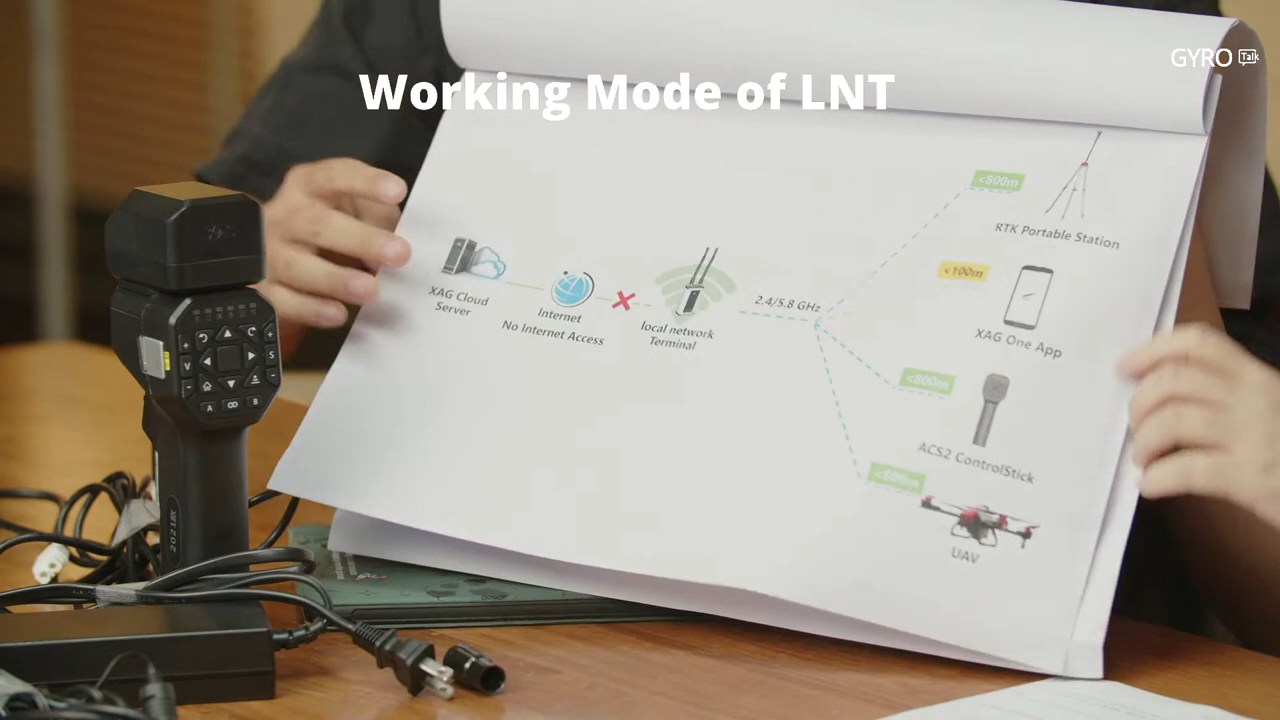 GYRO Talk
Working Mode of LNT
<800m
RTK Portable Station
<100m
XAG One App
XAG Cloud
Server
Internet
No Internet Access
local network
Terminal
2.4/5.8 GHz
<800m
ACS2 ControlStick
UAV
V
S
A
B